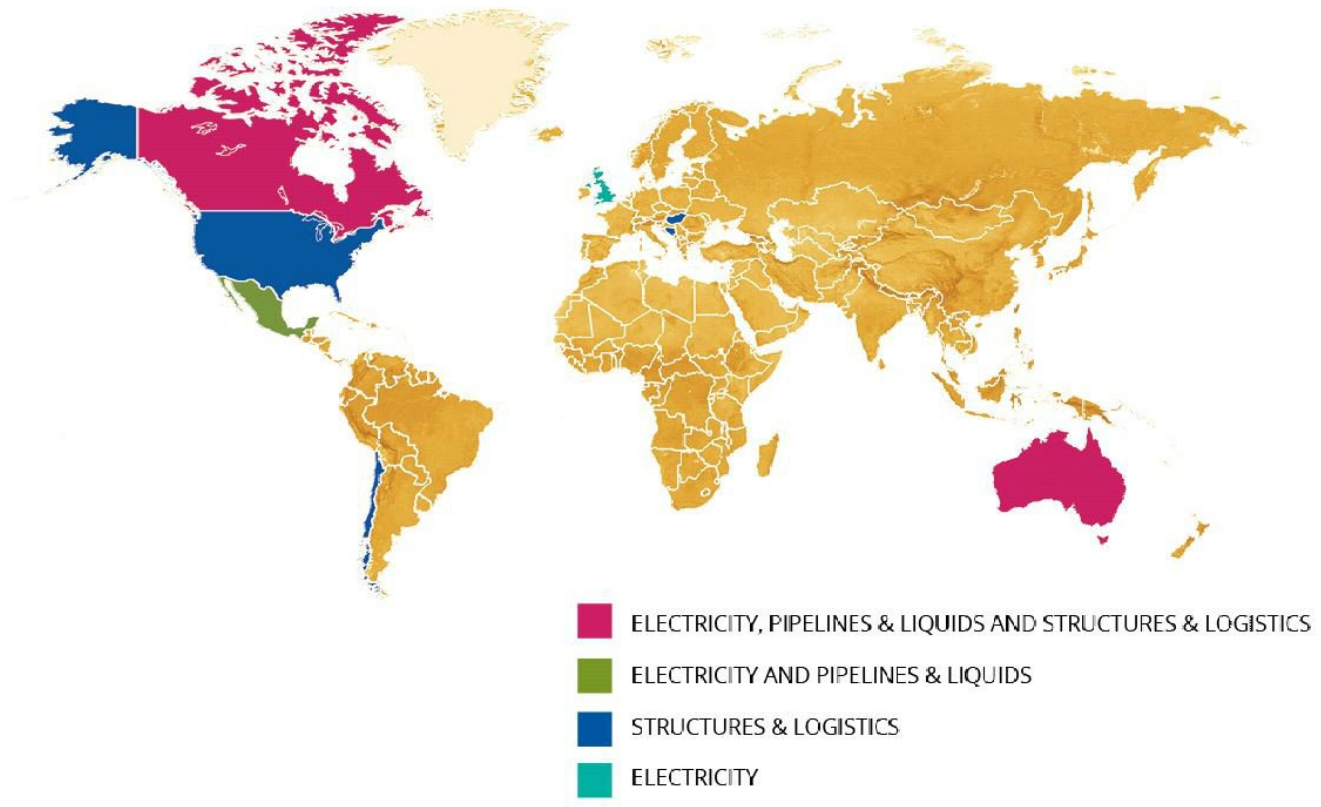 ELECTRICITY, PIPELINES & LIQUIDS AND STRUCTURES & LOGISTICS
ELECTRICITY AND PIPELINES & LIQUIDS
STRUCTURES & LOGISTICS
ELECTRICITY